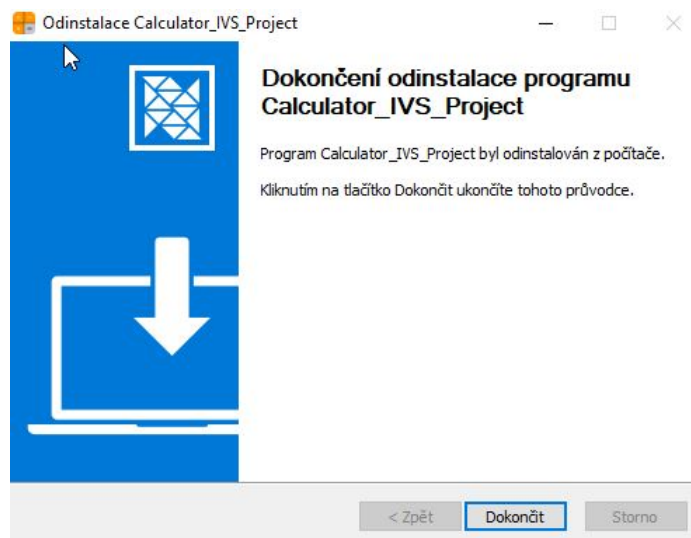 Odinstalace Calculator_IVS_Project
Dokončení odinstalace programu
Calculator_IVS_Project
Program Calculator_IVS_Project byl odinstalován z počítače.
Kliknutím na tlačítko Dokončit ukončíte tohoto průvodce.
< Zpět
Dokončit
Storno